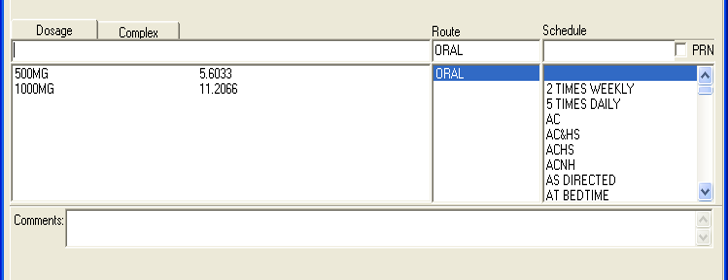 Dosage Complex Route Schedule
ORAL PRN
500MG 5.6033 ORAL
1000MG 11.2066 2 TIMES WEEKLY
5 TIMES DAILY
AC
AC&HS
ACHS
ACNH
AS DIRECTED
AT BEDTIME
Comments: